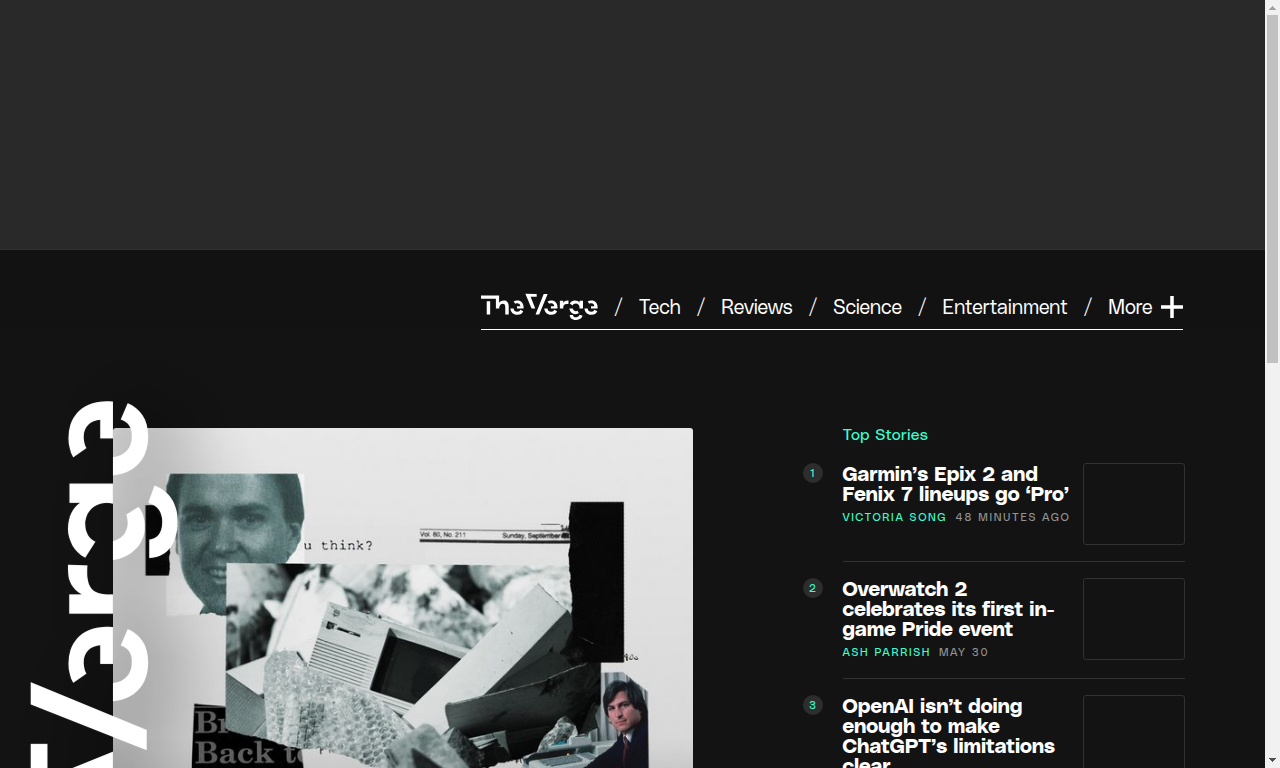 The Verge / Tech / Reviews / Science / Entertainment / More
Verge
u think?
Vol. 80, No. 211
Sunday, September
Back to
Top Stories
1
Garmin's Epix 2 and
Fenix 7 lineups go ‘Pro’
VICTORIA SONG 48 MINUTES AGO
2
Overwatch 2
celebrates its first in-
game Pride event
ASH PARRISH MAY 30
3
OpenAI isn’t doing
enough to make
ChatGPT’s limitations
clear